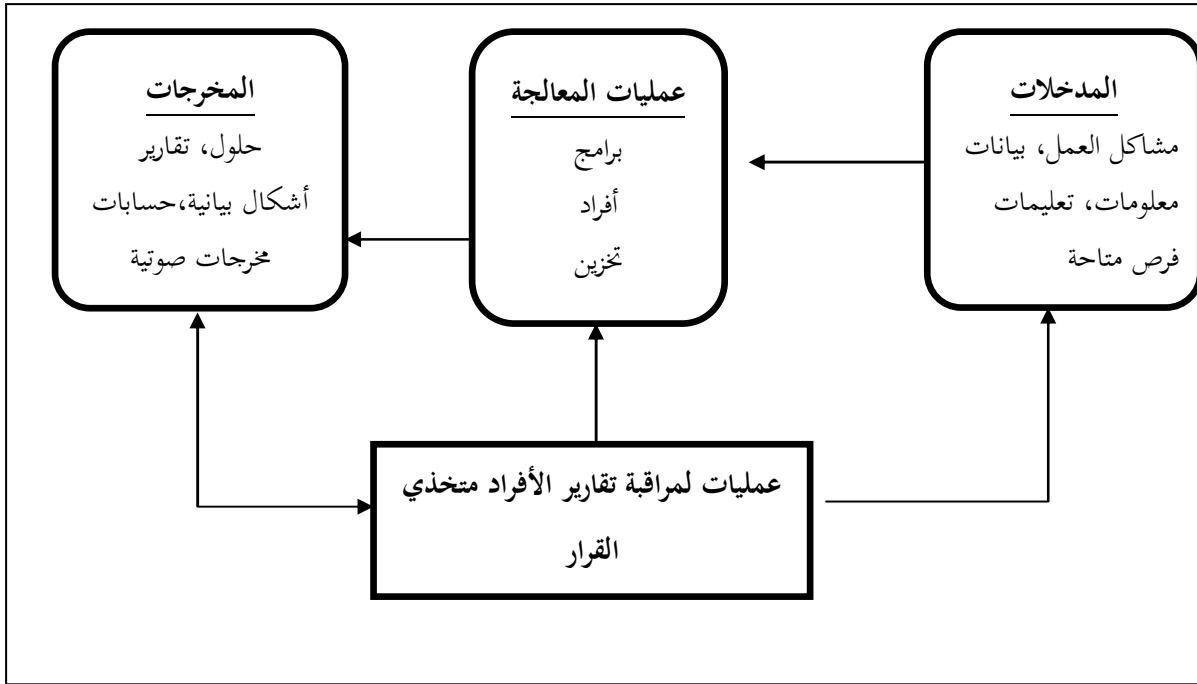 المدخلات
مشاكل العمل، بيانات
معلومات، تعليمات
فرص متاحة
عمليات المعالجة
برامج
أفراد
تخزين
المخرجات
حلول، تقارير
أشكال بيانية،حسابات
مخرجات صوتية
عمليات لمراقبة تقارير الأفراد متخذي
القرار